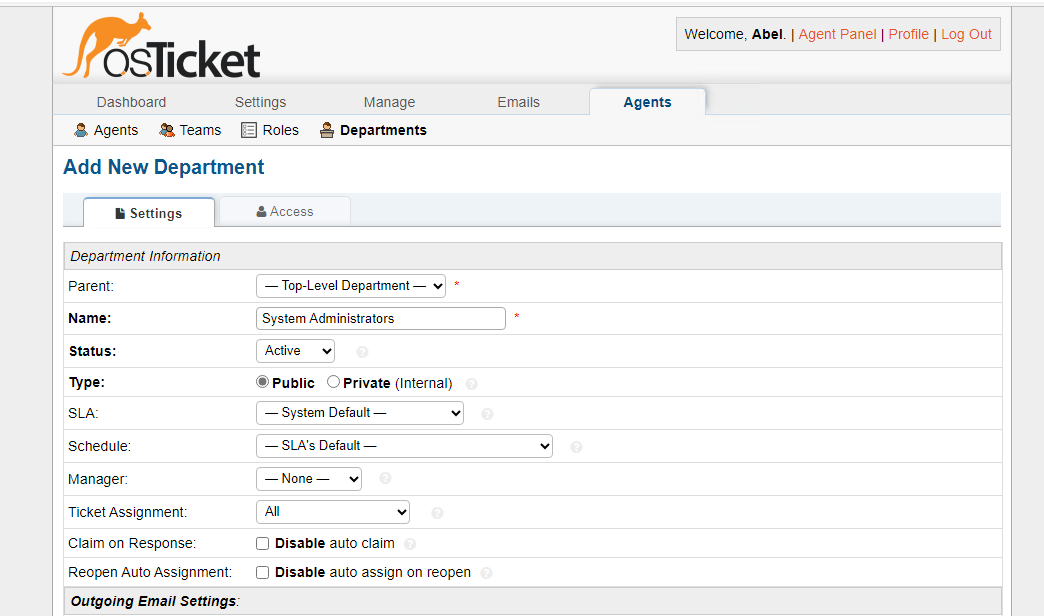 osTicket
Welcome, Abel. | Agent Panel | Profile | Log Out
Dashboard Settings Manage Emails Agents
Agents Teams Roles Departments
Add New Department
Settings Access
Department Information
Parent: — Top-Level Department — *
Name: System Administrators *
Status: Active ?
Type: Public Private (Internal) ?
SLA: — System Default — ?
Schedule: — SLA's Default — ?
Manager: — None — ?
Ticket Assignment: All ?
Claim on Response: Disable auto claim ?
Reopen Auto Assignment: Disable auto assign on reopen ?
Outgoing Email Settings: